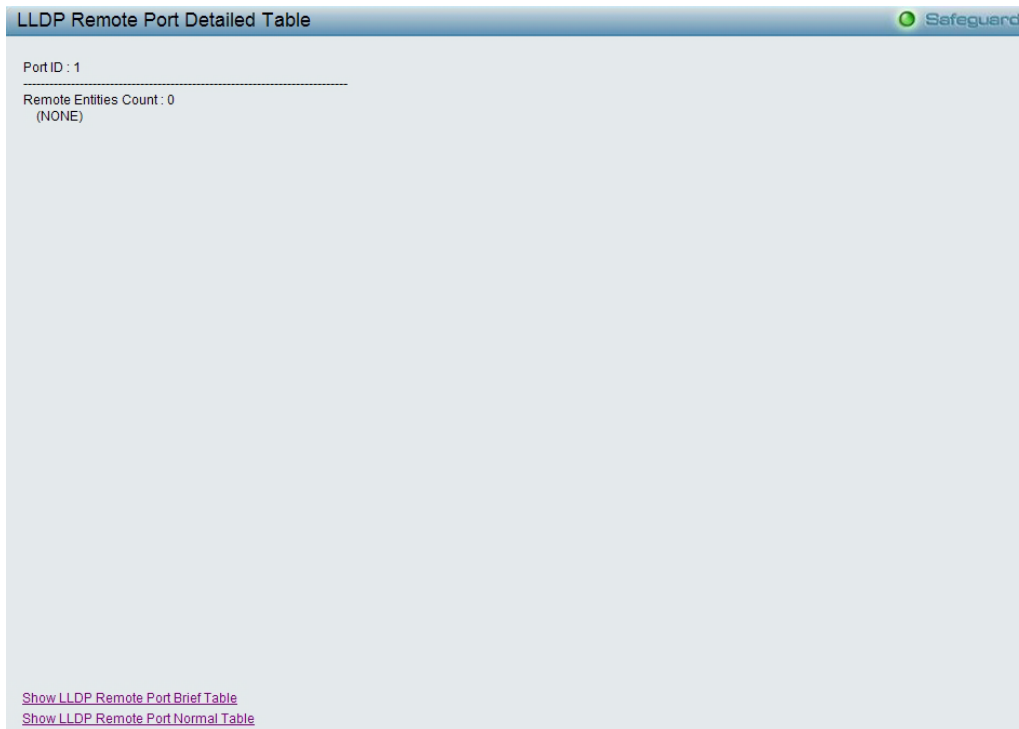 LLDP Remote Port Detailed Table
Safeguard
Port ID : 1
--------------------------------------------------------------------------------
Remote Entities Count : 0
(NONE)
Show LLDP Remote Port Brief Table
Show LLDP Remote Port Normal Table